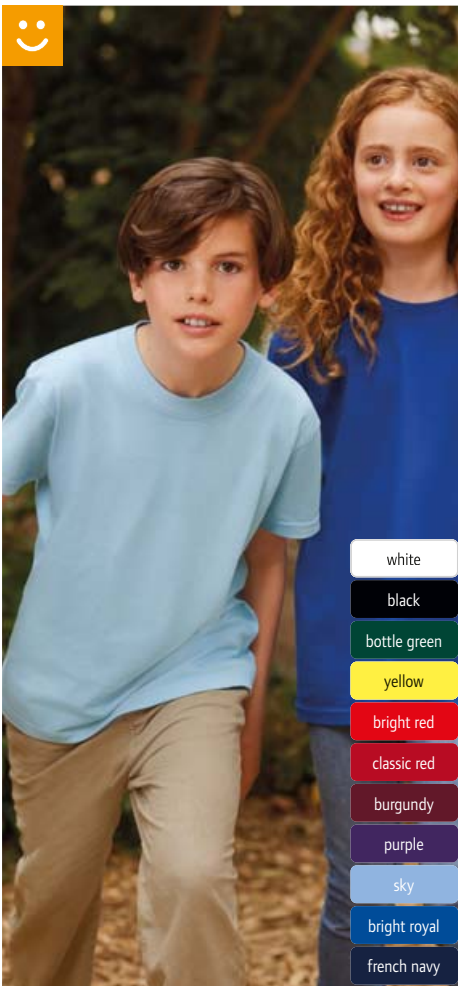 white
black
bottle green
yellow
bright red
classic red
burgundy
purple
sky
bright royal
french navy